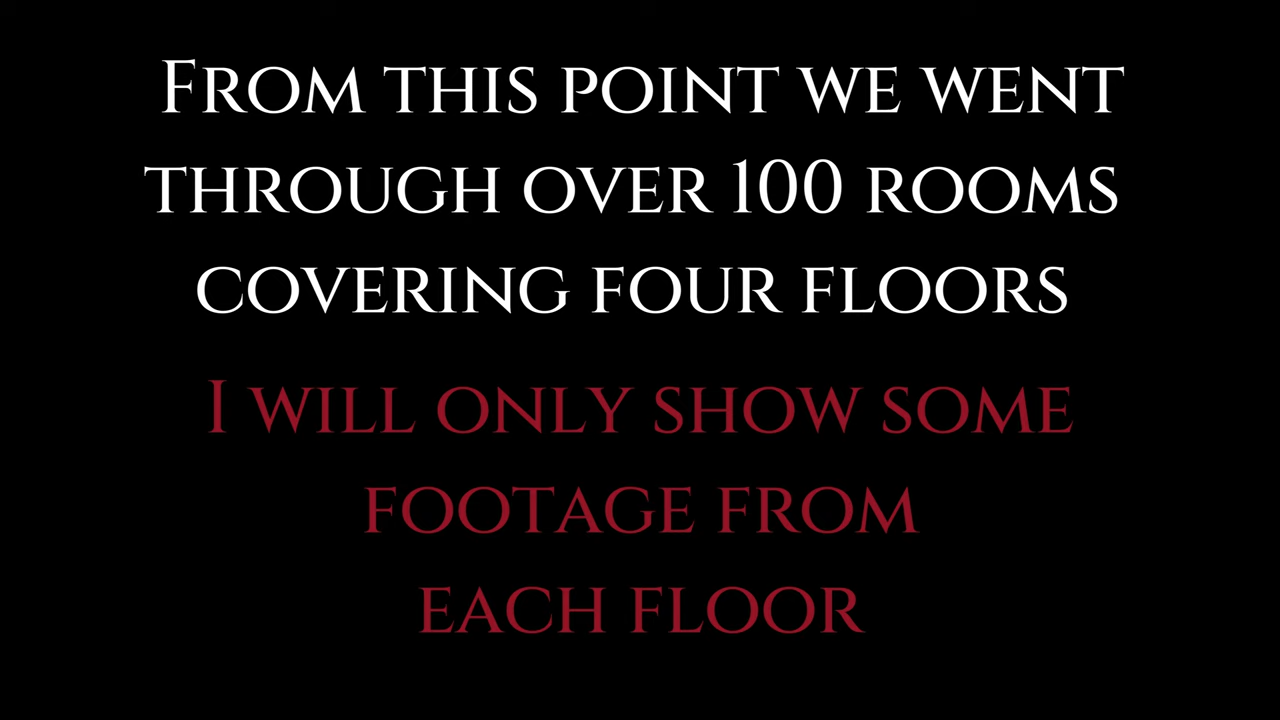 From this point we went
through over 100 rooms
covering four floors
I will only show some
footage from
each floor